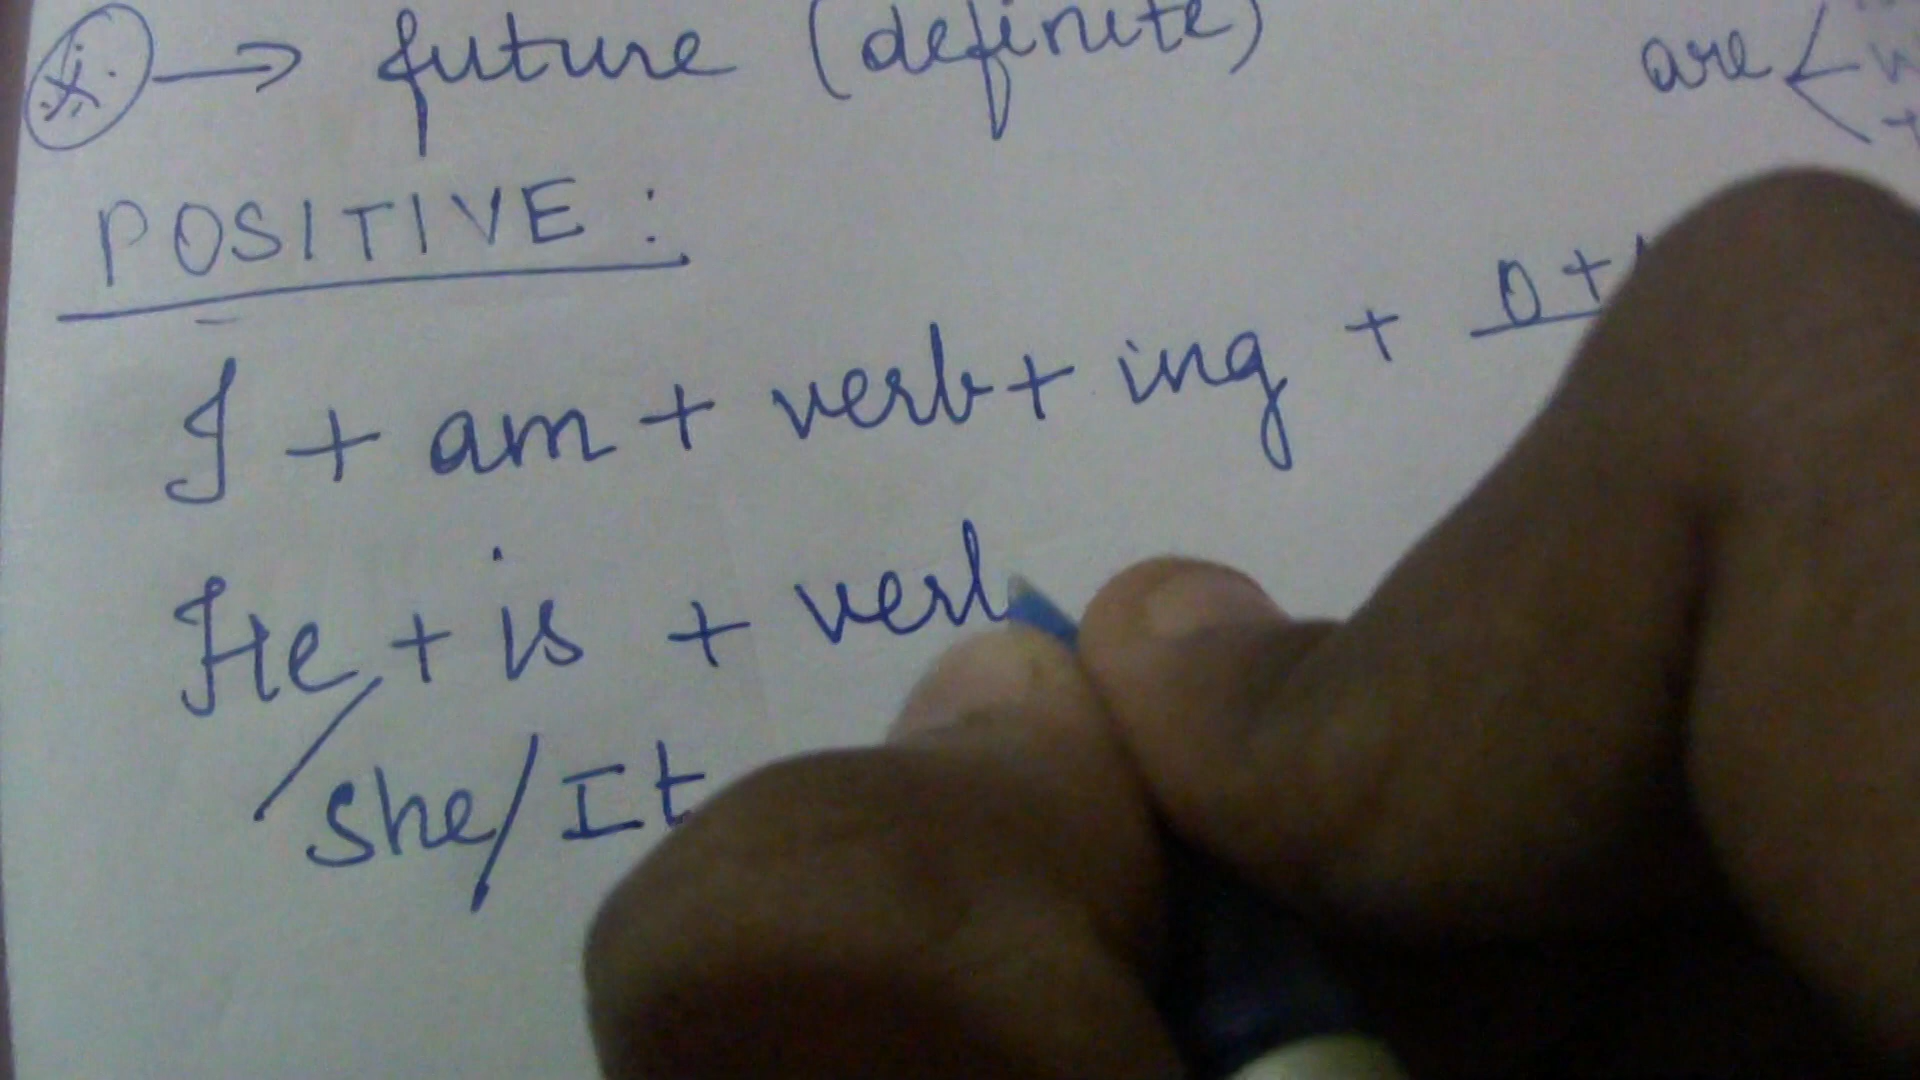 → future (definite)
are
POSITIVE :
I + am + verb + ing + O +
He + is + verb
/ she / It